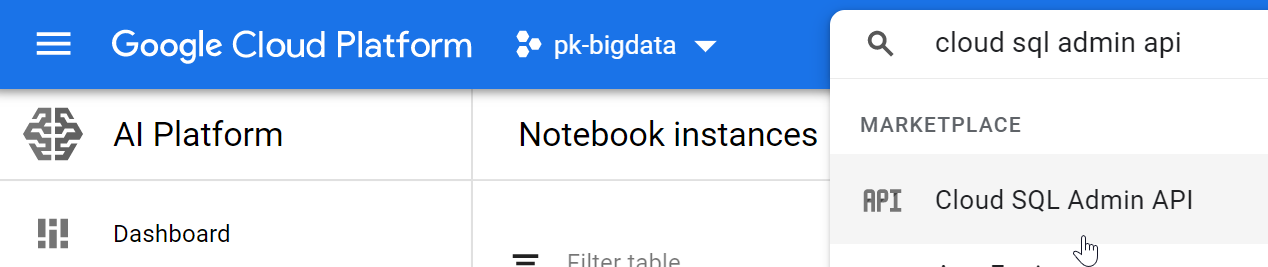 Google Cloud Platform
pk-bigdata
cloud sql admin api
AI Platform
Notebook instances
MARKETPLACE
API
Cloud SQL Admin API
Dashboard
Filter table